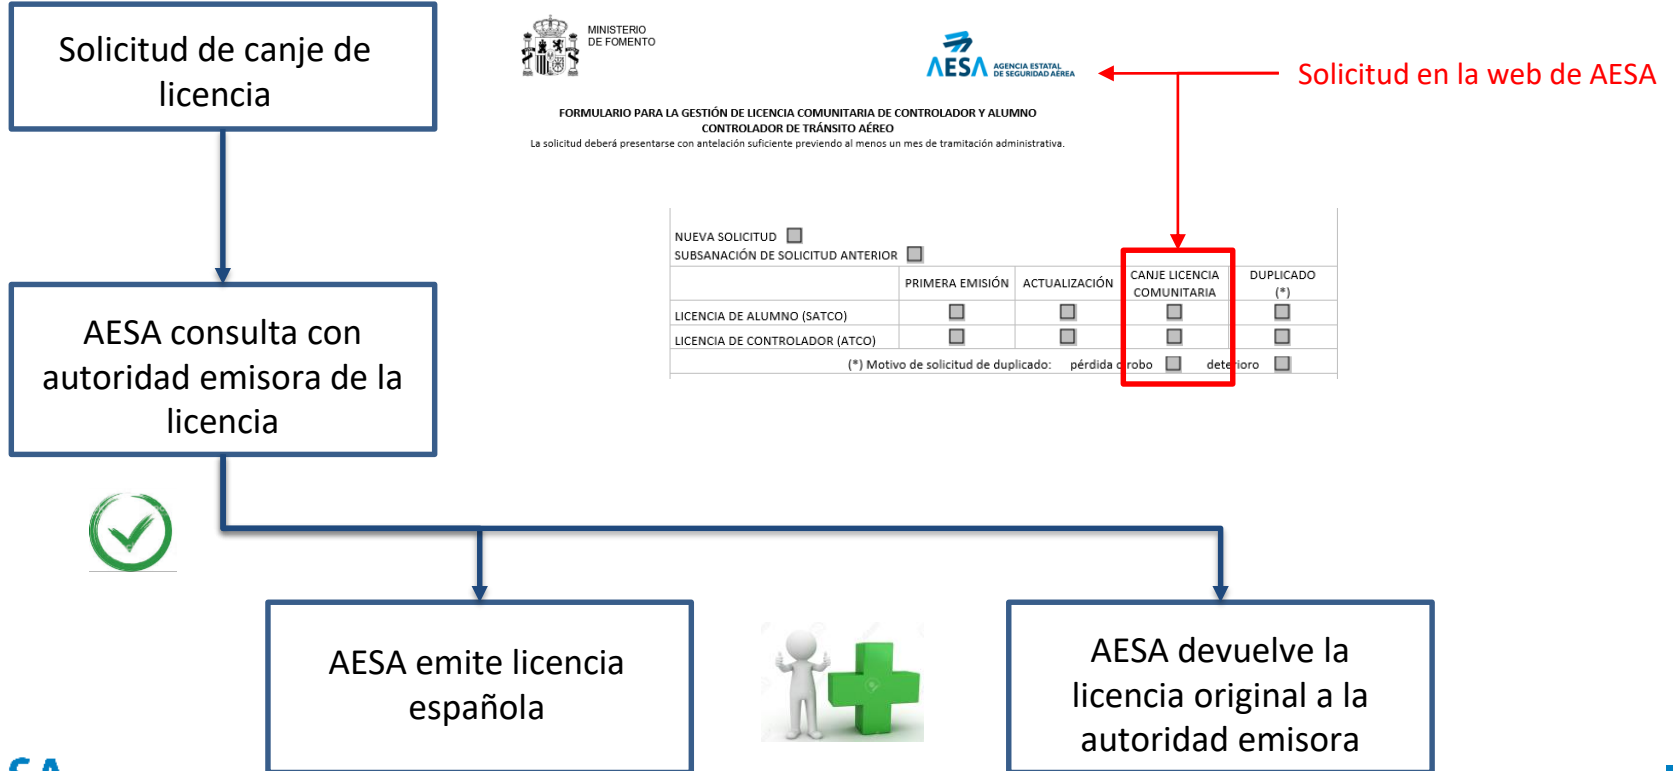 Solicitud de canje de
licencia
MINISTERIO
DE FOMENTO
AESA AGENCIA ESTATAL
DE SEGURIDAD AÉREA
Solicitud en la web de AESA
FORMULARIO PARA LA GESTIÓN DE LICENCIA COMUNITARIA DE CONTROLADOR Y ALUMNO
CONTROLADOR DE TRÁNSITO AÉREO
La solicitud deberá presentarse con antelación suficiente previendo al menos un mes de tramitación administrativa.
NUEVA SOLICITUD
SUBSANACIÓN DE SOLICITUD ANTERIOR
PRIMERA EMISIÓN ACTUALIZACIÓN CANJE LICENCIA COMUNITARIA DUPLICADO (*)
LICENCIA DE ALUMNO (SATCO)
LICENCIA DE CONTROLADOR (ATCO)
(*) Motivo de solicitud de duplicado: pérdida o robo deterioro
AESA consulta con
autoridad emisora de la
licencia
AESA emite licencia
española
AESA devuelve la
licencia original a la
autoridad emisora